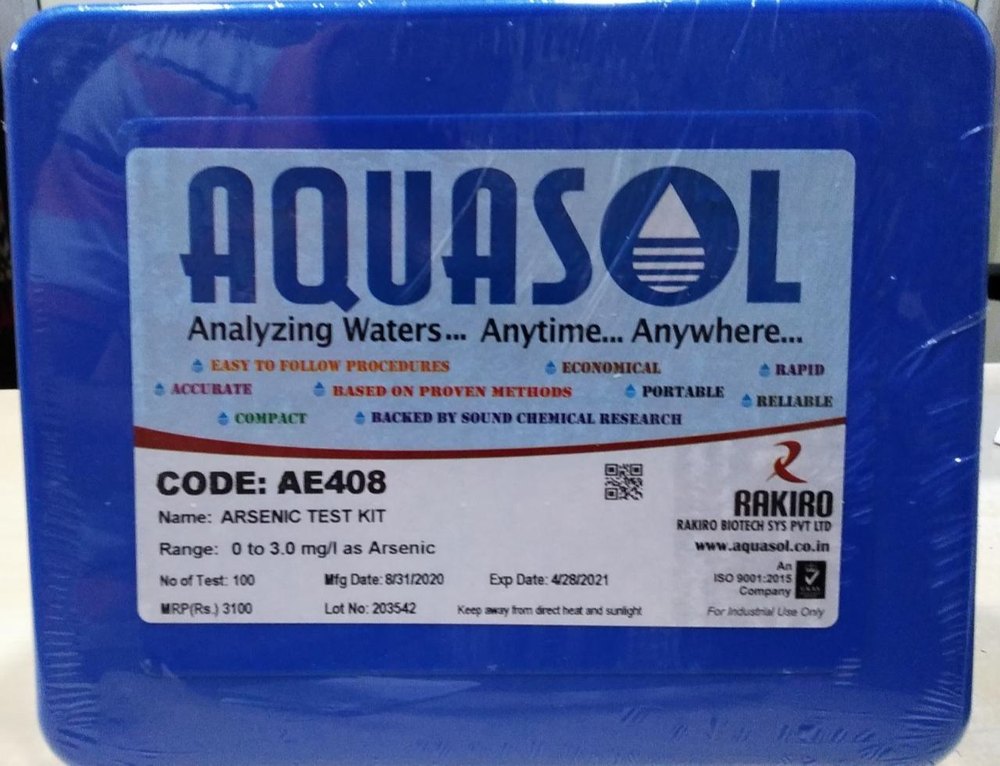 AQUASOL
Analyzing Waters... Anytime... Anywhere...
EASY TO FOLLOW PROCEDURES ECONOMICAL RAPID
ACCURATE BASED ON PROVEN METHODS PORTABLE RELIABLE
COMPACT BACKED BY SOUND CHEMICAL RESEARCH
CODE: AE408
Name: ARSENIC TEST KIT
Range: 0 to 3.0 mg/l as Arsenic
No of Test: 100 Mfg Date: 8/31/2020 Exp Date: 4/28/2021
MRP(Rs.) 3100 Lot No: 203542 Keep away from direct heat and sunlight
RAKIRO
RAKIRO BIOTECH SYS PVT LTD
www.aquasol.co.in
An
ISO 9001:2015
Company
For Industrial Use Only